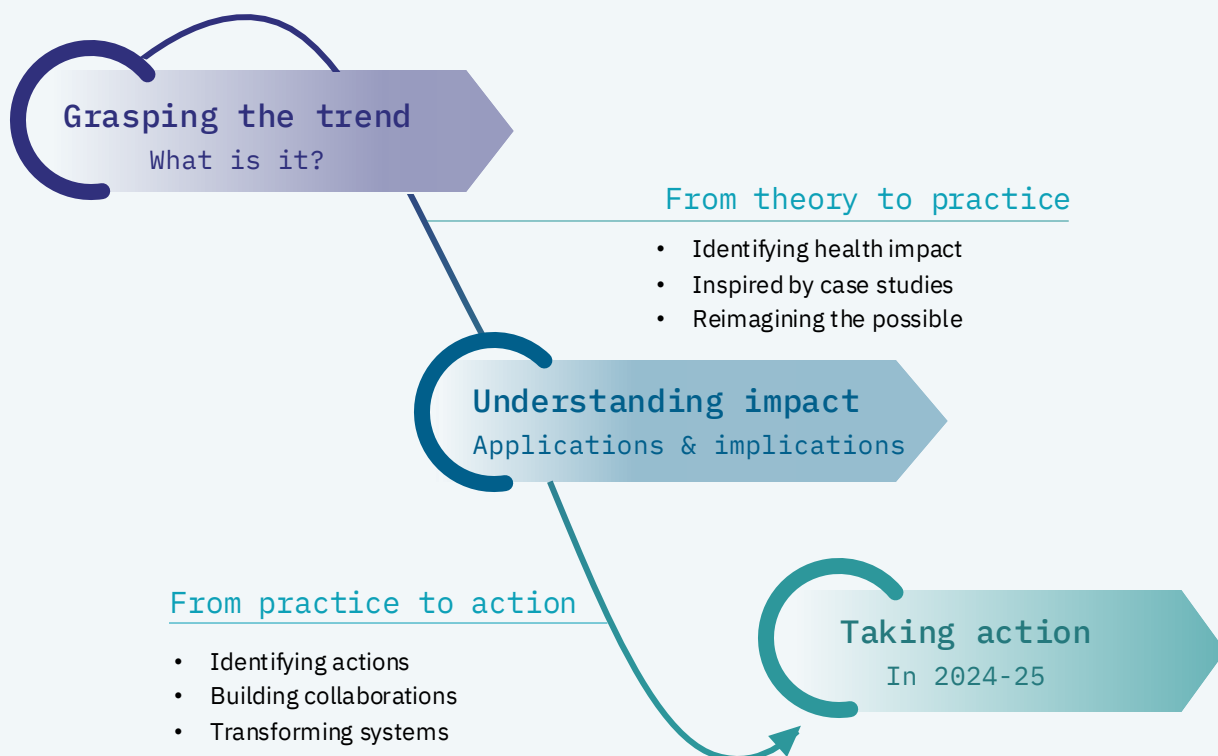 Grasping the trend
What is it?
From theory to practice
• Identifying health impact
• Inspired by case studies
• Reimagining the possible
Understanding impact
Applications & implications
From practice to action
• Identifying actions
• Building collaborations
• Transforming systems
Taking action
In 2024-25